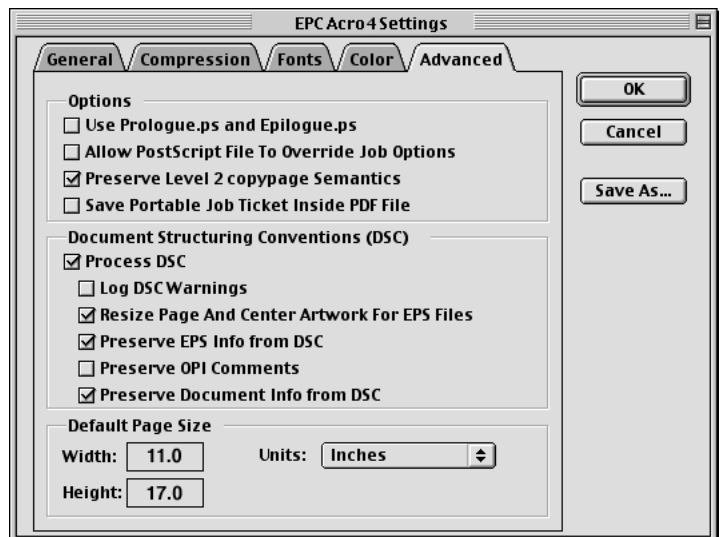 EPC Acro4 Settings
General Compression Fonts Color Advanced
Options
Use Prologue.ps and Epilogue.ps
Allow PostScript File To Override Job Options
Preserve Level 2 copypage Semantics
Save Portable Job Ticket Inside PDF File
Document Structuring Conventions (DSC)
Process DSC
Log DSC Warnings
Resize Page And Center Artwork For EPS Files
Preserve EPS Info from DSC
Preserve OPI Comments
Preserve Document Info from DSC
Default Page Size
Width: 11.0 Units: Inches
Height: 17.0
OK
Cancel
Save As...